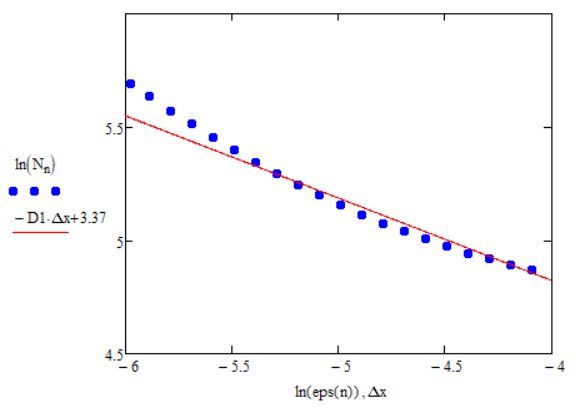 5.5
ln(Nₙ)
− D1·Δx+3.37
5
4.5
− 6 − 5.5 − 5 − 4.5 − 4
ln(eps(n)) , Δx